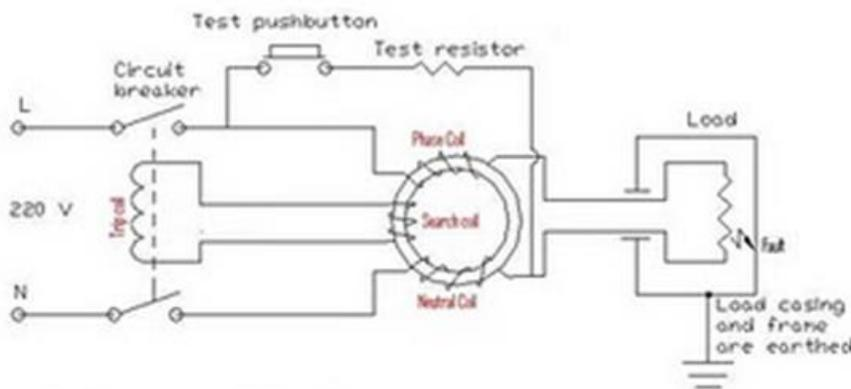 Test pushbutton
Test resistor
Circuit
breaker
L
Phase Coil
Load
220 V
Trip coil
Search coil
Fault
N
Neutral Coil
Load casing
and frame
are earthed